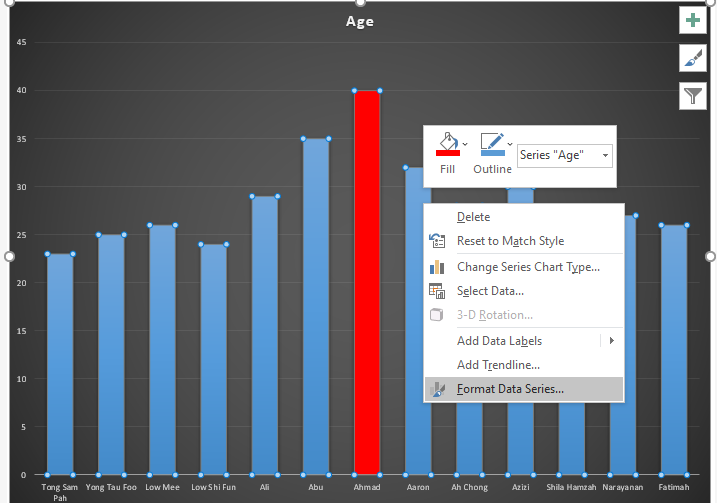 Age
45
40
35
30
25
20
15
10
5
0
Fill
Outline
Series "Age"
Delete
Reset to Match Style
Change Series Chart Type...
Select Data...
3-D Rotation...
Add Data Labels
Add Trendline...
Format Data Series...
Tong Sam
Pah
Yong Tau Foo
Low Mee
Low Shi Fun
Ali
Abu
Ahmad
Aaron
Ah Chong
Azizi
Shila Hamzah
Narayanan
Fatimah